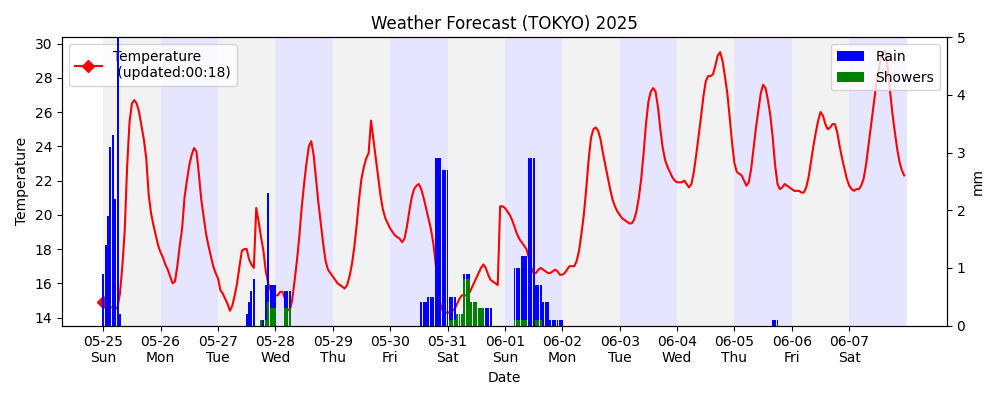 Weather Forecast (TOKYO) 2025
Temperature
(updated:00:18)
Rain
Showers
30
28
26
24
22
20
18
16
14
Temperature
5
4
3
2
1
0
mm
05-25 05-26 05-27 05-28 05-29 05-30 05-31 06-01 06-02 06-03 06-04 06-05 06-06 06-07
Sun Mon Tue Wed Thu Fri Sat Sun Mon Tue Wed Thu Fri Sat
Date